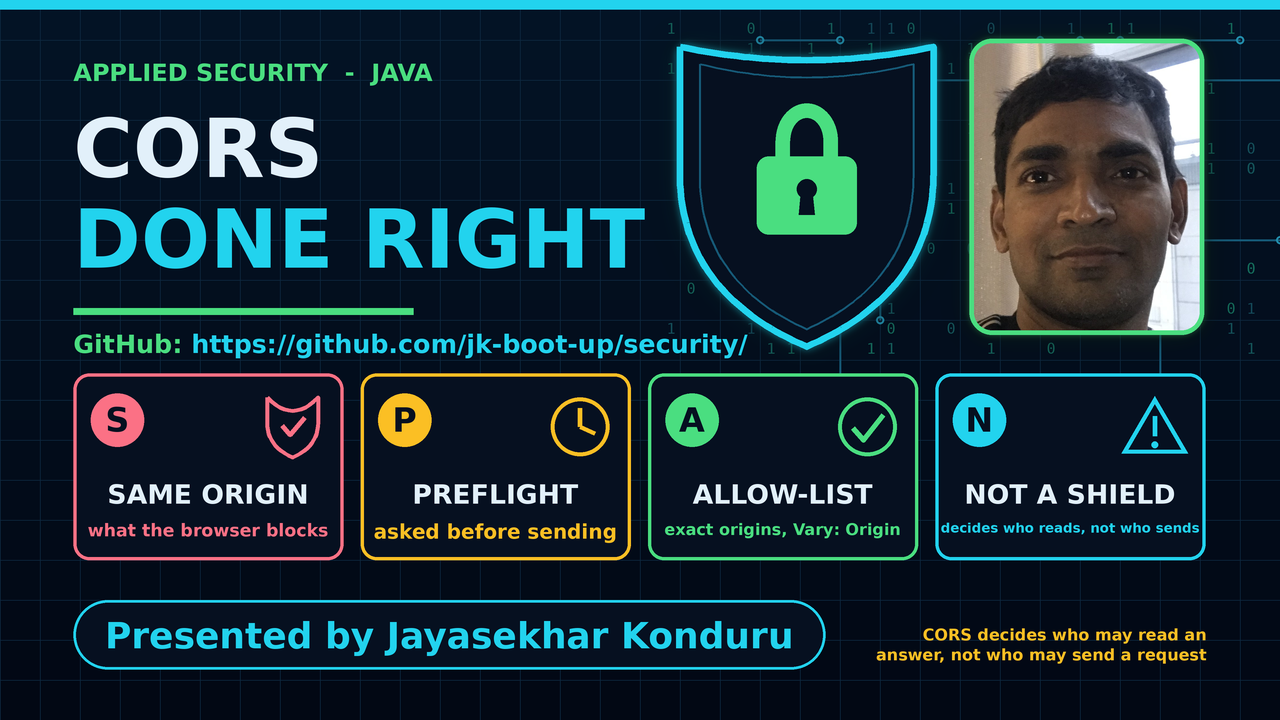 APPLIED SECURITY - JAVA
CORS
DONE RIGHT
GitHub: https://github.com/jk-boot-up/security/
S
SAME ORIGIN
what the browser blocks
P
PREFLIGHT
asked before sending
A
ALLOW-LIST
exact origins, Vary: Origin
N
NOT A SHIELD
decides who reads, not who sends
Presented by Jayasekhar Konduru
CORS decides who may read an
answer, not who may send a request